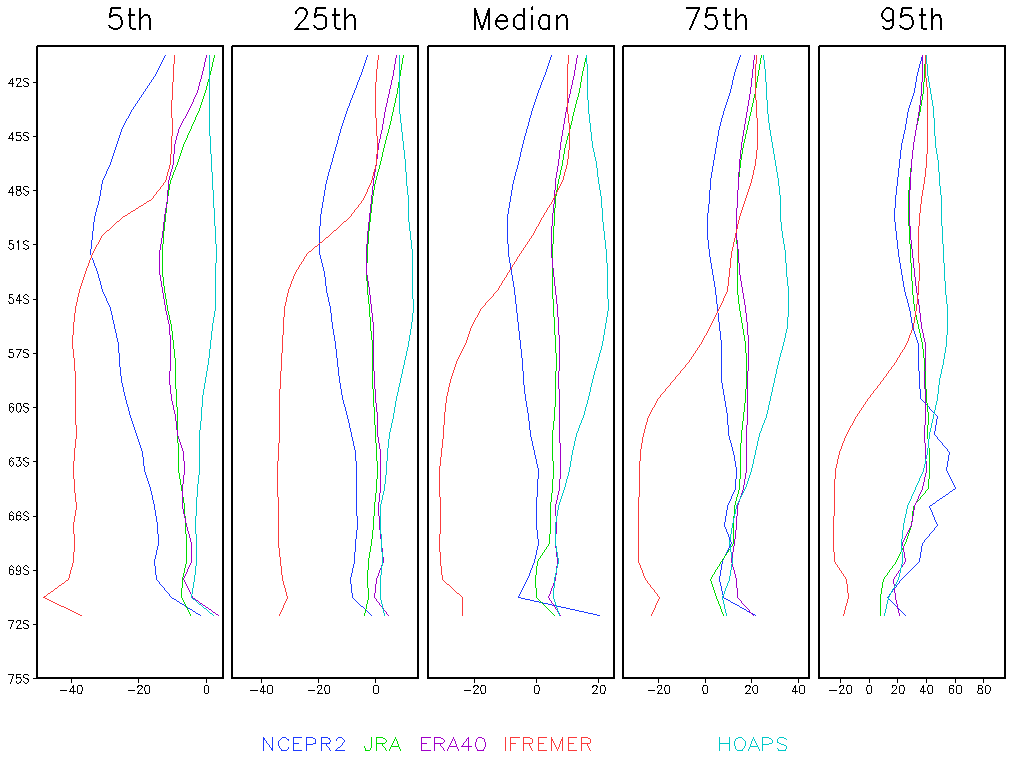 5th 25th Median 75th 95th
42S
45S
48S
51S
54S
57S
60S
63S
66S
69S
72S
75S
−40 −20 0 −40 −20 0 −20 0 20 −20 0 20 40 −20 0 20 40 60 80
NCEPR2 JRA ERA40 IFREMER HOAPS